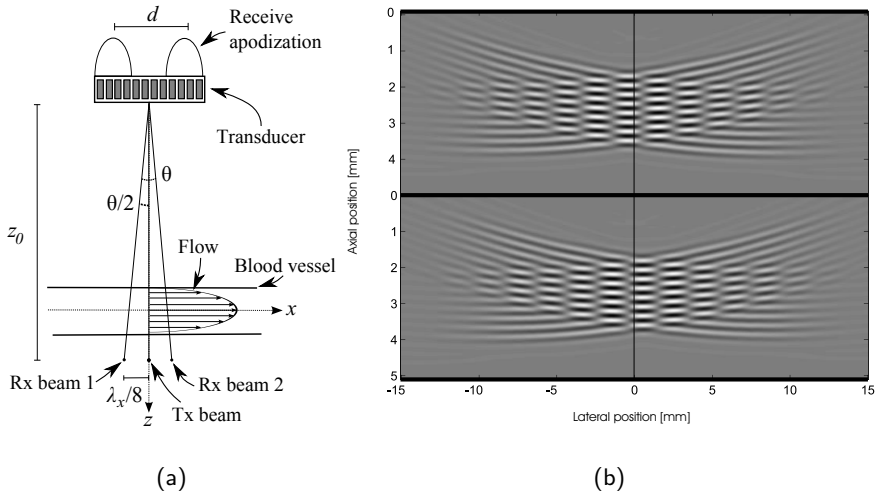 d
Receive
apodization
Transducer
θ
θ/2
z0
Flow
Blood vessel
x
Rx beam 1
Rx beam 2
λx/8
Tx beam
z
(a)
0
1
2
3
4
0
1
2
3
4
5
Axial position [mm]
-15 -10 -5 0 5 10 15
Lateral position [mm]
(b)